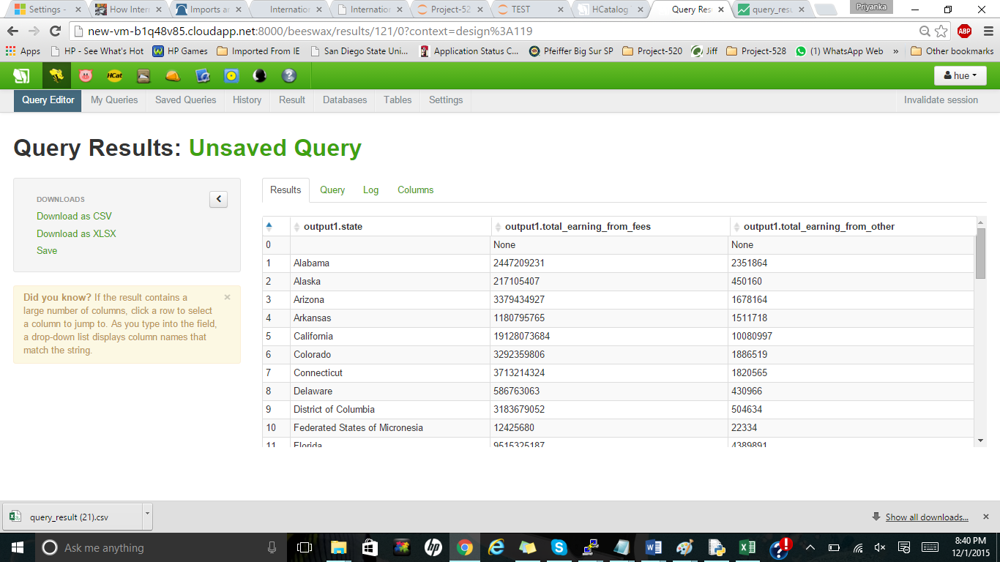 Settings -
How Inter
Imports ar
Internation
Internation
Project-52
TEST
HCatalog
Query Res
query_resu
Priyanka
new-vm-b1q48v85.cloudapp.net:8000/beeswax/results/121/0?context=design%3A119
ABP
Apps
HP - See What's Hot
HP Games
Imported From IE
San Diego State Uni...
Application Status C...
Pfeiffer Big Sur SP
Project-520
Jiff
Project-528
(1) WhatsApp Web
»
Other bookmarks
HCat
hue
Query Editor
My Queries
Saved Queries
History
Result
Databases
Tables
Settings
Invalidate session
Query Results: Unsaved Query
DOWNLOADS
Download as CSV
Download as XLSX
Save
Did you know? If the result contains a
large number of columns, click a row to select
a column to jump to. As you type into the field,
a drop-down list displays column names that
match the string.
Results Query Log Columns
output1.state output1.total_earning_from_fees output1.total_earning_from_other
0 None None
1 Alabama 2447209231 2351864
2 Alaska 217105407 450160
3 Arizona 3379434927 1678164
4 Arkansas 1180795765 1511718
5 California 19128073684 10080997
6 Colorado 3292359806 1886519
7 Connecticut 3713214324 1820565
8 Delaware 586763063 430966
9 District of Columbia 3183679052 504634
10 Federated States of Micronesia 12425680 22334
11 Florida 9515325187 4389891
query_result (21).csv
Show all downloads...
Ask me anything
8:40 PM
12/1/2015